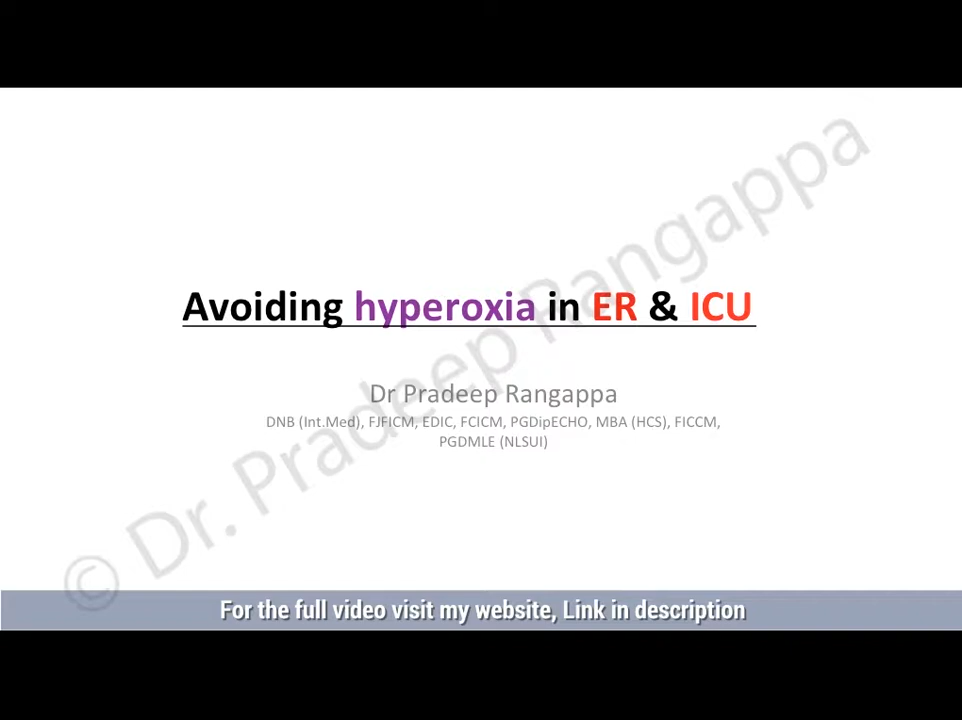 Avoiding hyperoxia in ER & ICU
Dr Pradeep Rangappa
DNB (Int.Med), FJFICM, EDIC, FCICM, PGDipECHO, MBA (HCS), FICCM,
PGDMLE (NLSUI)
© Dr. Pradeep Rangappa
For the full video visit my website, Link in description